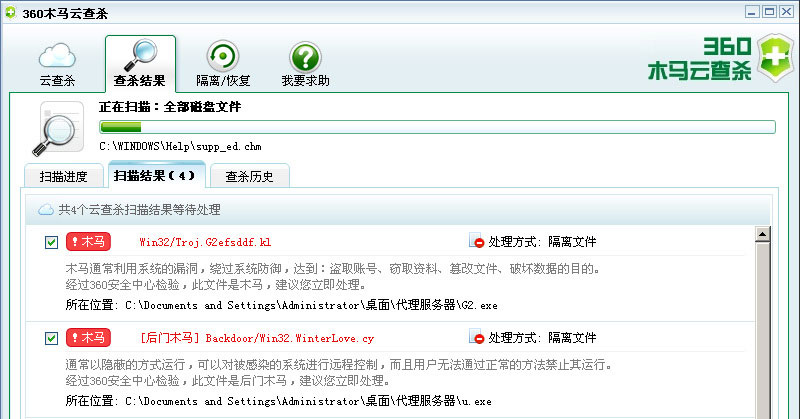 360木马云查杀
云查杀
查杀结果
隔离/恢复
我要求助
360
木马云查杀
正在扫描：全部磁盘文件
C:\WINDOWS\Help\supp_ed.chm
扫描进度
扫描结果（4）
查杀历史
共4个云查杀扫描结果等待处理
木马 Win32/Troj.G2efsddf.kl 处理方式: 隔离文件
木马通常利用系统的漏洞，绕过系统防御，达到：盗取账号、窃取资料、篡改文件、破坏数据的目的。
经过360安全中心检验，此文件是木马，建议您立即处理。
所在位置: C:\Documents and Settings\Administrator\桌面\代理服务器\G2.exe
木马 [后门木马] Backdoor/Win32.WinterLove.cy 处理方式: 隔离文件
通常以隐蔽的方式运行，可以对被感染的系统进行远程控制，而且用户无法通过正常的方法禁止其运行。
经过360安全中心检验，此文件是后门木马，建议您立即处理。
所在位置: C:\Documents and Settings\Administrator\桌面\代理服务器\u.exe